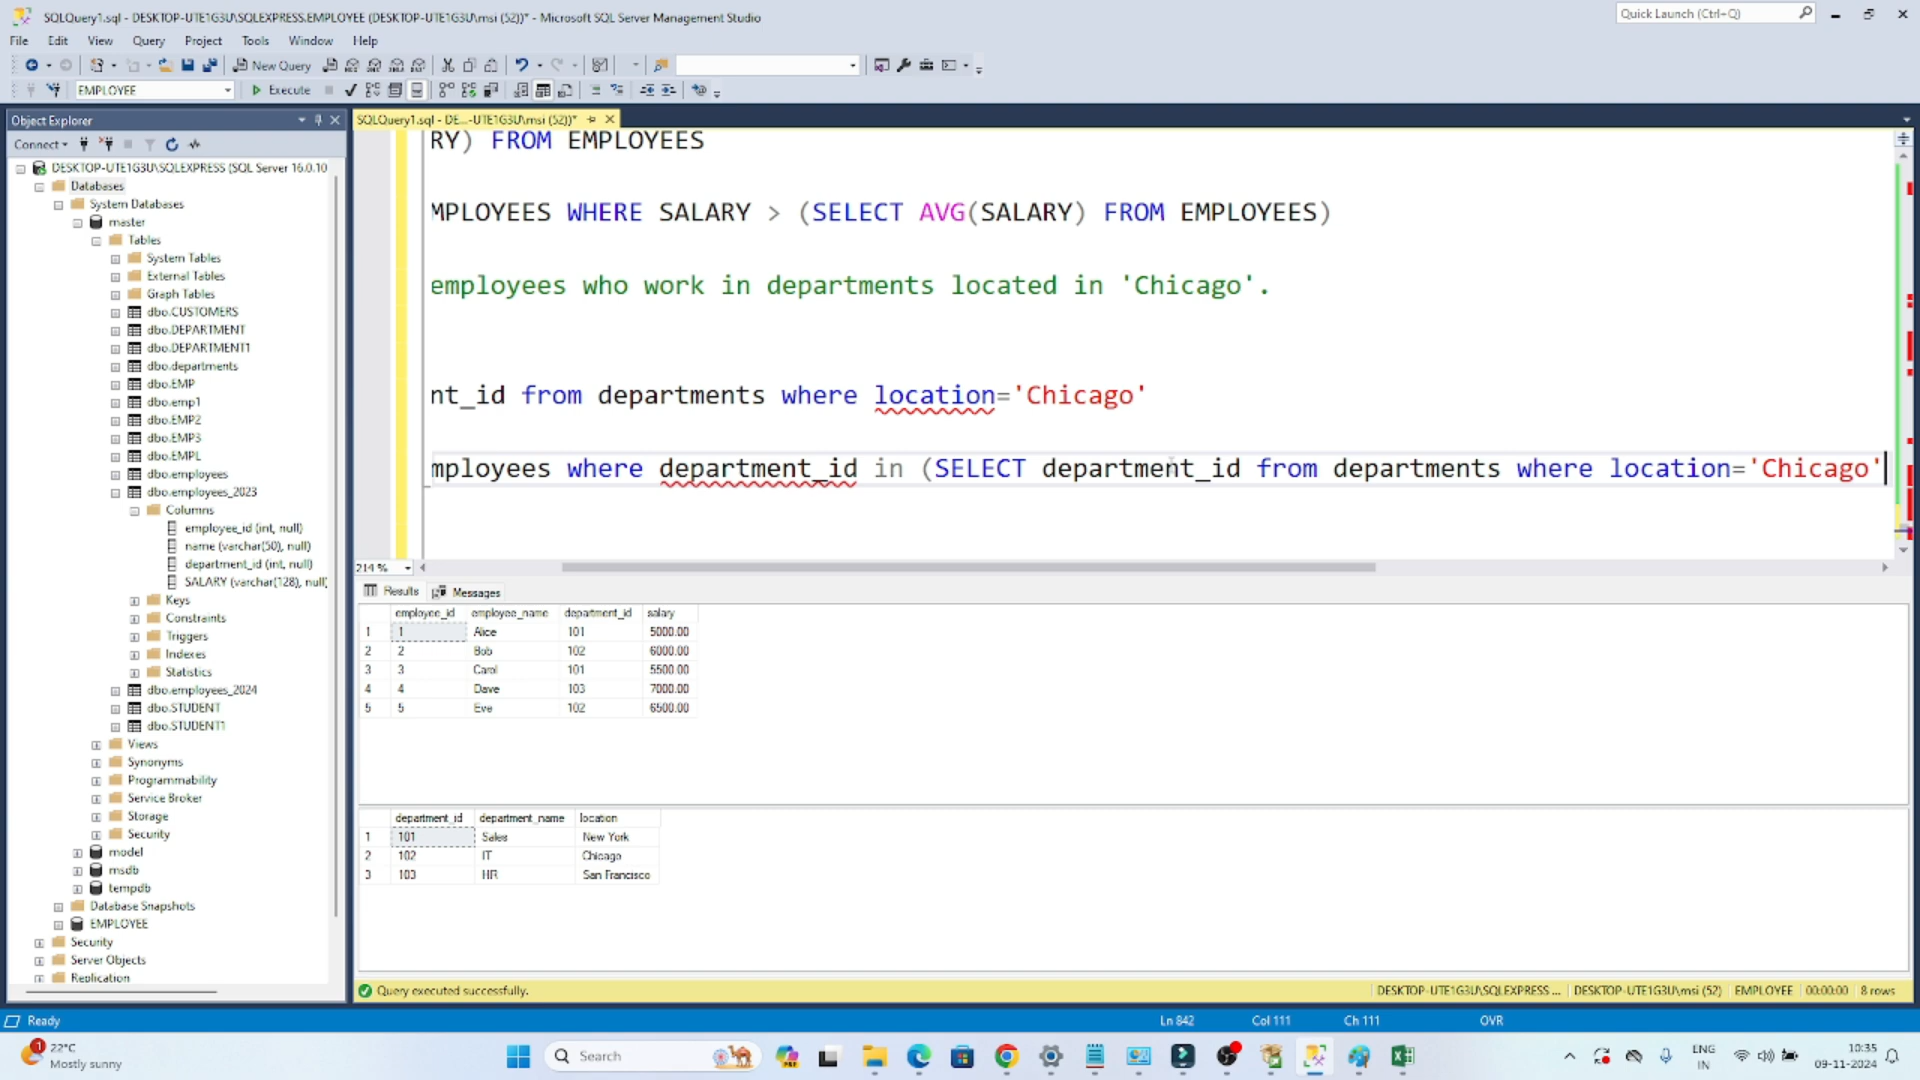 SQLQuery1.sql - DESKTOP-UTE1G3U\SQLEXPRESS.EMPLOYEE (DESKTOP-UTE1G3U\msi (52))* - Microsoft SQL Server Management Studio
Quick Launch (Ctrl+Q)
File Edit View Query Project Tools Window Help
New Query
EMPLOYEE
Execute
Object Explorer
Connect
DESKTOP-UTE1G3U\SQLEXPRESS (SQL Server 16.0.10
Databases
System Databases
master
Tables
System Tables
External Tables
Graph Tables
dbo.CUSTOMERS
dbo.DEPARTMENT
dbo.DEPARTMENT1
dbo.departments
dbo.EMP
dbo.emp1
dbo.EMP2
dbo.EMP3
dbo.EMPL
dbo.employees
dbo.employees_2023
Columns
employee_id (int, null)
name (varchar(50), null)
department_id (int, null)
SALARY (varchar(128), null
Keys
Constraints
Triggers
Indexes
Statistics
dbo.employees_2024
dbo.STUDENT
dbo.STUDENT1
Views
Synonyms
Programmability
Service Broker
Storage
Security
model
msdb
tempdb
Database Snapshots
EMPLOYEE
Security
Server Objects
Replication
SQLQuery1.sql - DE...-UTE1G3U\msi (52))*
RY) FROM EMPLOYEES
MPLOYEES WHERE SALARY > (SELECT AVG(SALARY) FROM EMPLOYEES)
employees who work in departments located in 'Chicago'.
nt_id from departments where location='Chicago'
mployees where department_id in (SELECT department_id from departments where location='Chicago'
214 %
Results Messages
employee_id employee_name department_id salary
1 1 Alice 101 5000.00
2 2 Bob 102 6000.00
3 3 Carol 101 5500.00
4 4 Dave 103 7000.00
5 5 Eve 102 6500.00
department_id department_name location
1 101 Sales New York
2 102 IT Chicago
3 103 HR San Francisco
Query executed successfully.
DESKTOP-UTE1G3U\SQLEXPRESS ... DESKTOP-UTE1G3U\msi (52) EMPLOYEE 00:00:00 8 rows
Ready
Ln 842 Col 111 Ch 111 OVR
1
22°C
Mostly sunny
Search
ENG
IN
10:35
09-11-2024